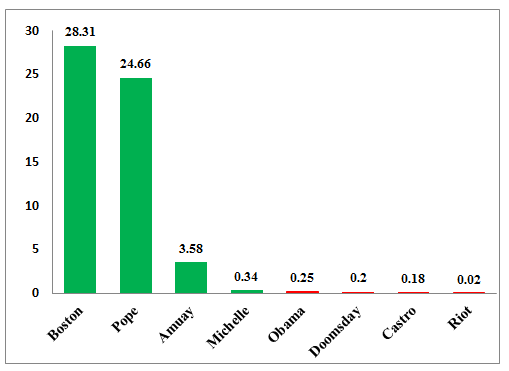 30
25
20
15
10
5
0
28.31
24.66
3.58
0.34
0.25
0.2
0.18
0.02
Boston
Pope
Amuay
Michelle
Obama
Doomsday
Castro
Riot